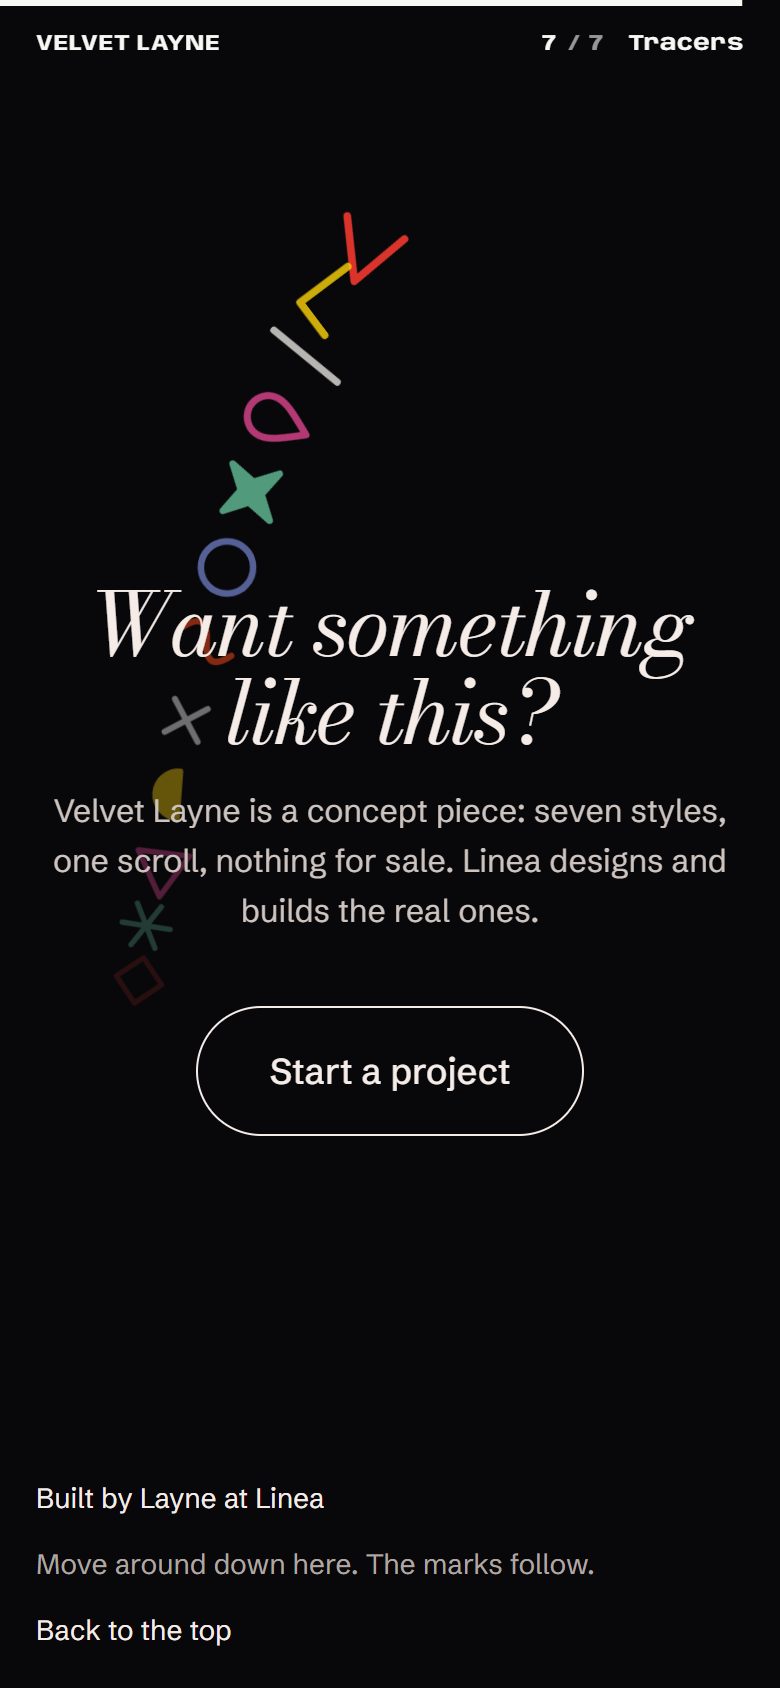 VELVET LAYNE
7 / 7 Tracers
Want something
like this?
Velvet Layne is a concept piece: seven styles,
one scroll, nothing for sale. Linea designs and
builds the real ones.
Start a project
Built by Layne at Linea
Move around down here. The marks follow.
Back to the top